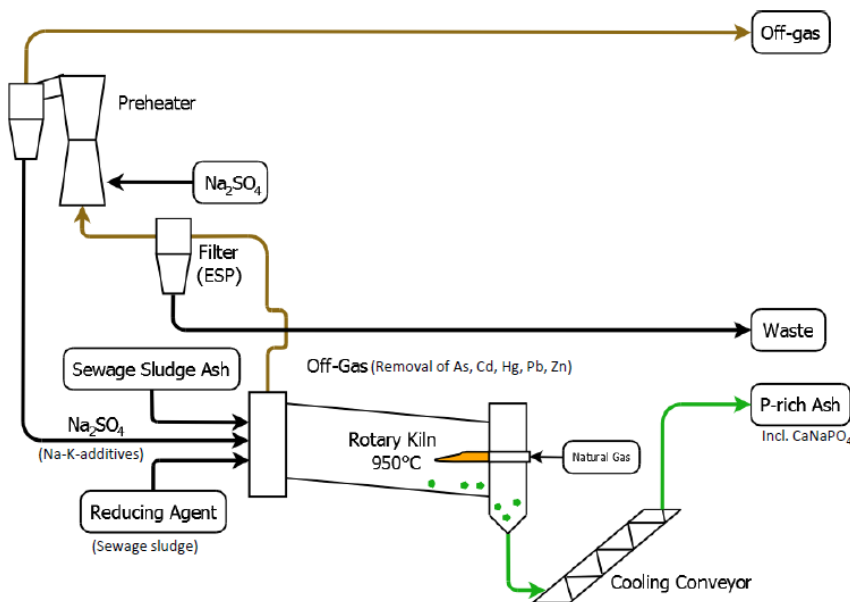 Off-gas
Preheater
Na₂SO₄
Filter
(ESP)
Waste
Sewage Sludge Ash
Off-Gas (Removal of As, Cd, Hg, Pb, Zn)
P-rich Ash
Incl. CaNaPO₄
Na₂SO₄
(Na-K-additives)
Rotary Kiln
950°C
Natural Gas
Reducing Agent
(Sewage sludge)
Cooling Conveyor